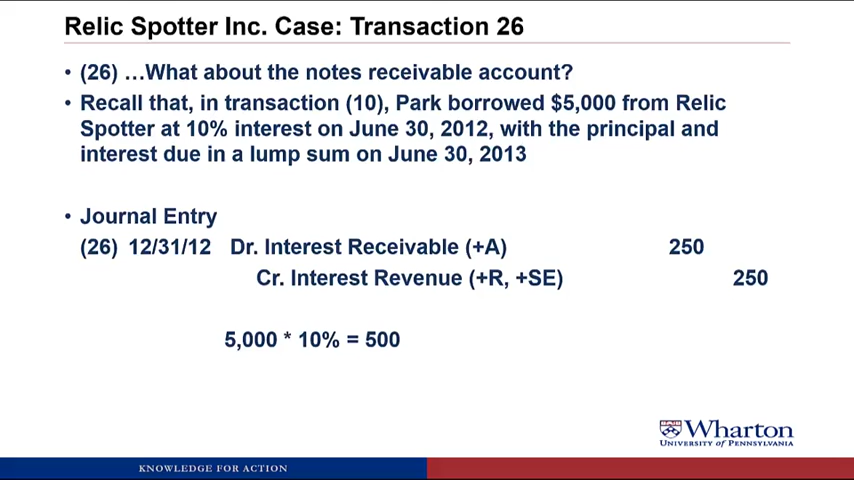 Relic Spotter Inc. Case: Transaction 26
• (26) …What about the notes receivable account?
• Recall that, in transaction (10), Park borrowed $5,000 from Relic
Spotter at 10% interest on June 30, 2012, with the principal and
interest due in a lump sum on June 30, 2013
• Journal Entry
(26) 12/31/12 Dr. Interest Receivable (+A) 250
Cr. Interest Revenue (+R, +SE) 250
5,000 * 10% = 500
Wharton
UNIVERSITY of PENNSYLVANIA
KNOWLEDGE FOR ACTION